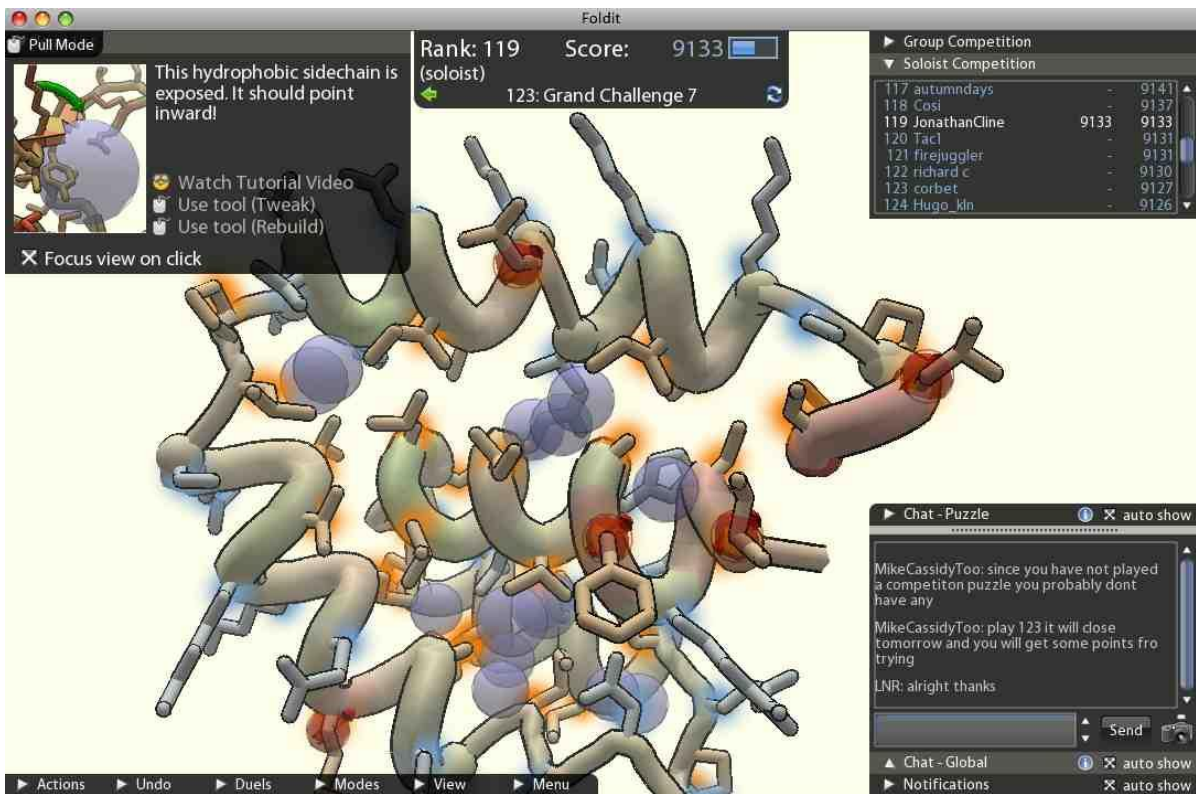 Foldit
Pull Mode
This hydrophobic sidechain is
exposed. It should point
inward!
Watch Tutorial Video
Use tool (Tweak)
Use tool (Rebuild)
Focus view on click
Rank: 119 Score: 9133
(soloist)
123: Grand Challenge 7
Group Competition
Soloist Competition
117 autumndays - 9141
118 Cosi - 9137
119 JonathanCline 9133 9133
120 Tac1 - 9131
121 firejuggler - 9131
122 richard c - 9130
123 corbet - 9127
124 Hugo_kln - 9126
Chat - Puzzle auto show
MikeCassidyToo: since you have not played
a competiton puzzle you probably dont
have any
MikeCassidyToo: play 123 it will close
tomorrow and you will get some points fro
trying
LNR: alright thanks
Send
Chat - Global auto show
Notifications auto show
Actions Undo Duels Modes View Menu